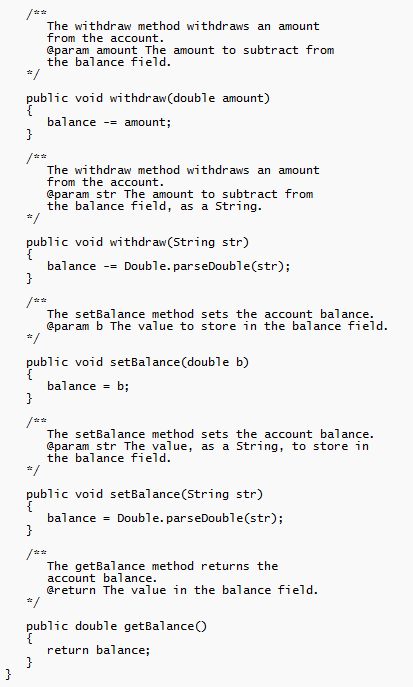 /**
The withdraw method withdraws an amount
from the account.
@param amount The amount to subtract from
the balance field.
*/
public void withdraw(double amount)
{
balance -= amount;
}
/**
The withdraw method withdraws an amount
from the account.
@param str The amount to subtract from
the balance field, as a String.
*/
public void withdraw(String str)
{
balance -= Double.parseDouble(str);
}
/**
The setBalance method sets the account balance.
@param b The value to store in the balance field.
*/
public void setBalance(double b)
{
balance = b;
}
/**
The setBalance method sets the account balance.
@param str The value, as a String, to store in
the balance field.
*/
public void setBalance(String str)
{
balance = Double.parseDouble(str);
}
/**
The getBalance method returns the
account balance.
@return The value in the balance field.
*/
public double getBalance()
{
return balance;
}
}